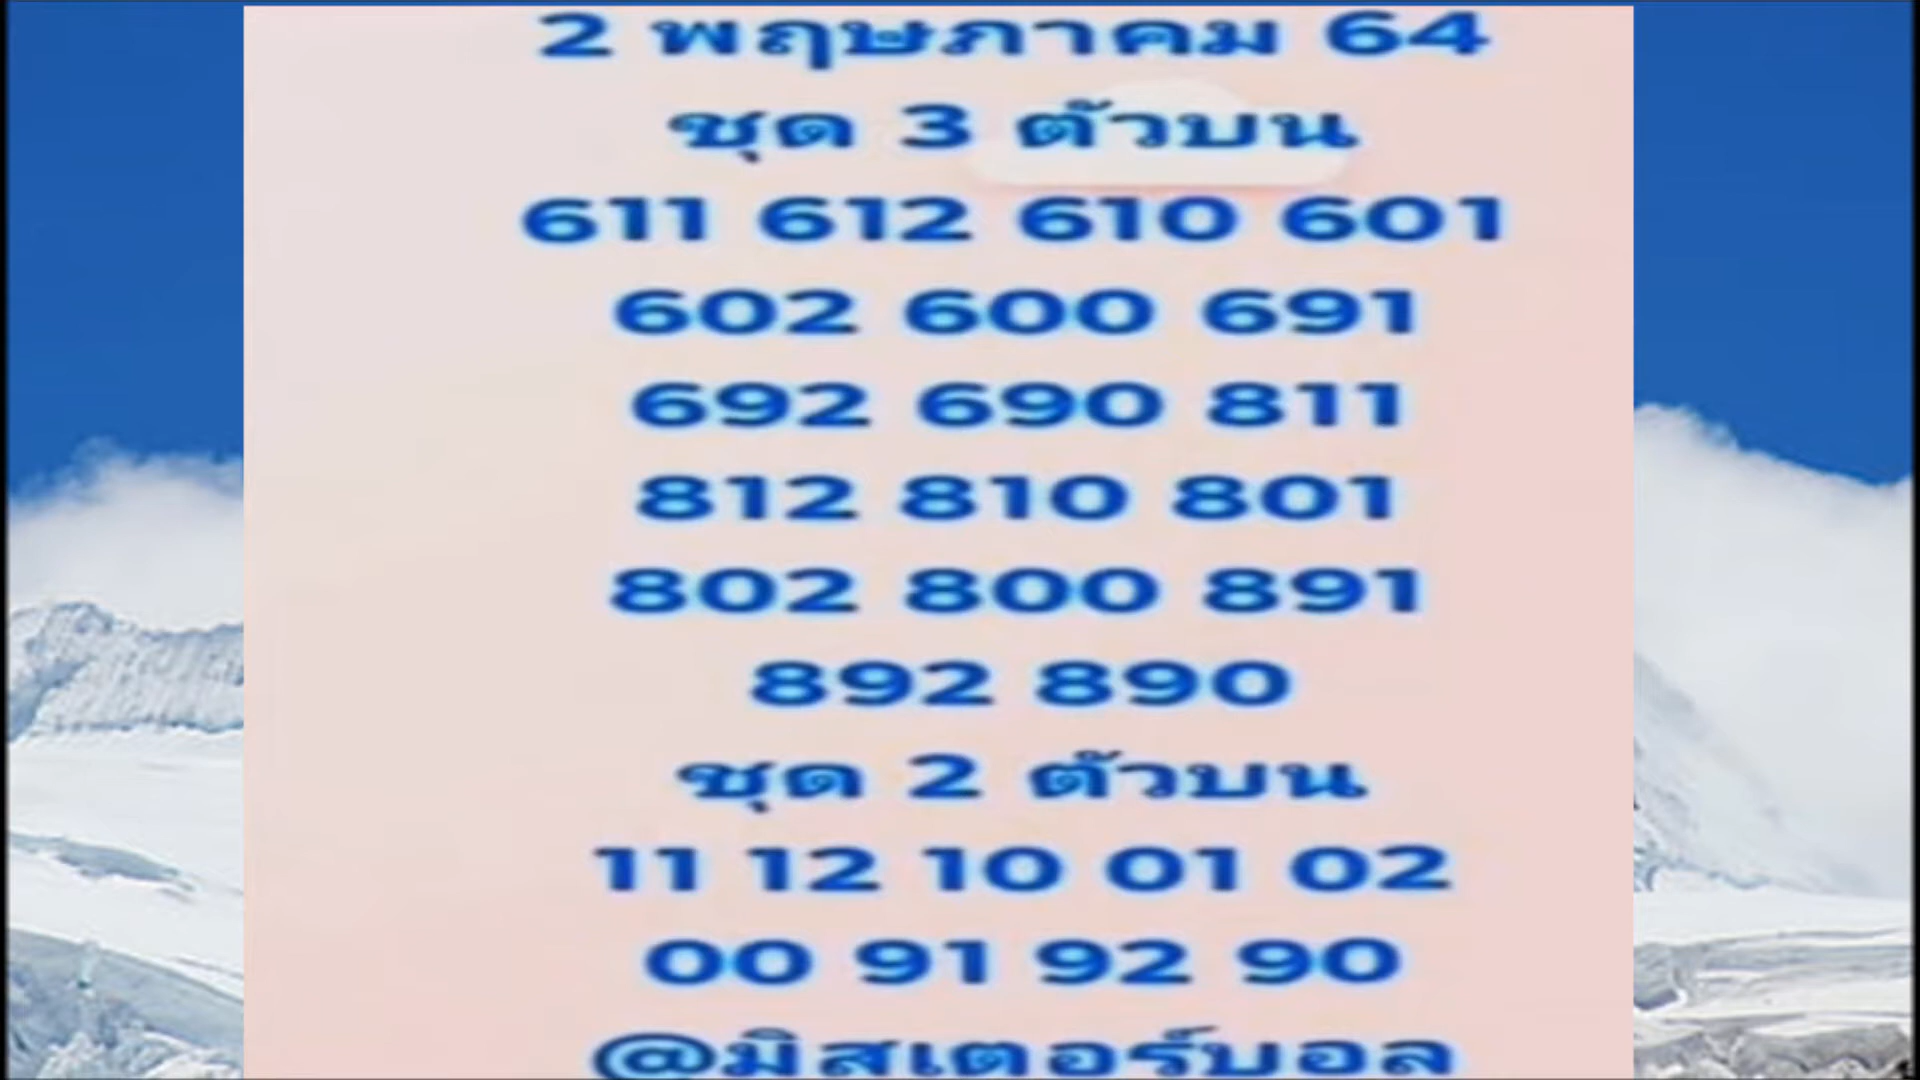 2 พฤษภาคม 64
ชุด 3 ตัวบน
611 612 610 601
602 600 691
692 690 811
812 810 801
802 800 891
892 890
ชุด 2 ตัวบน
11 12 10 01 02
00 91 92 90
@มิสเตอร์บอล